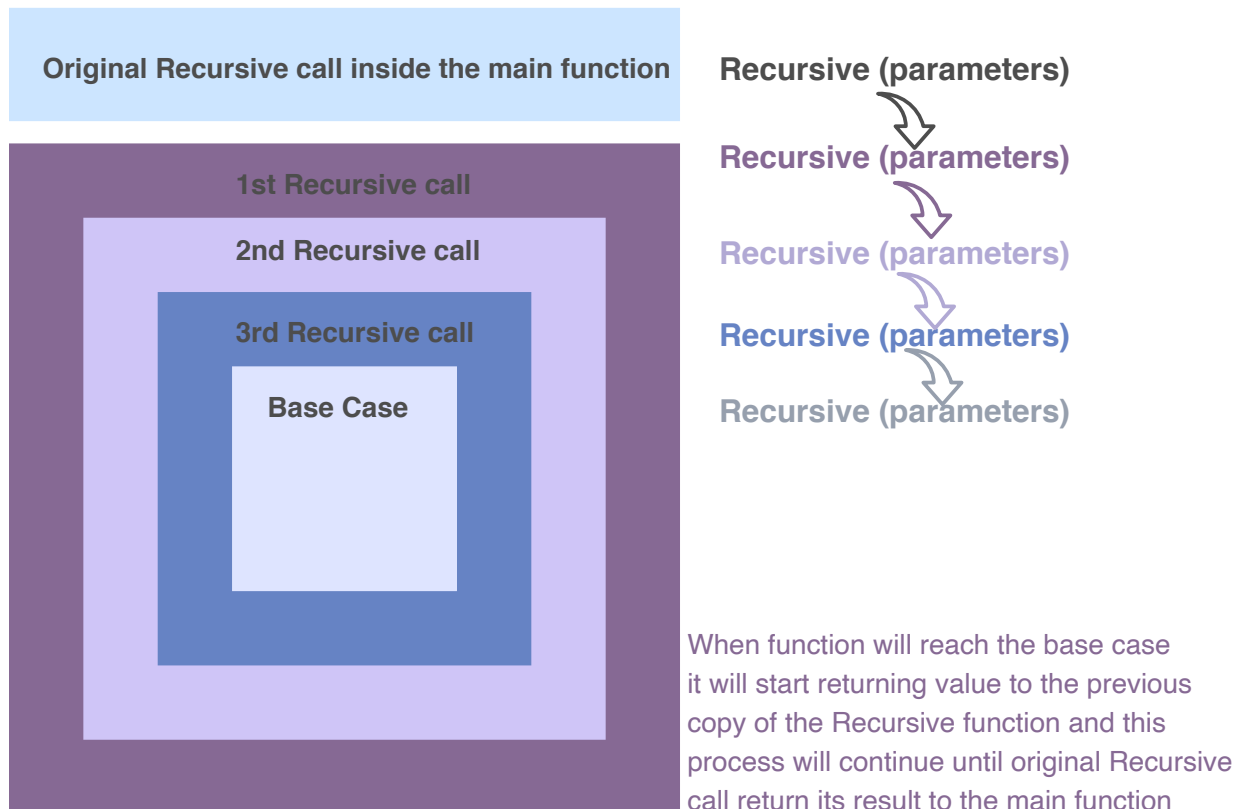 Original Recursive call inside the main function
Recursive (parameters)
1st Recursive call
Recursive (parameters)
2nd Recursive call
Recursive (parameters)
3rd Recursive call
Recursive (parameters)
Base Case
Recursive (parameters)
When function will reach the base case
it will start returning value to the previous
copy of the Recursive function and this
process will continue until original Recursive
call return its result to the main function